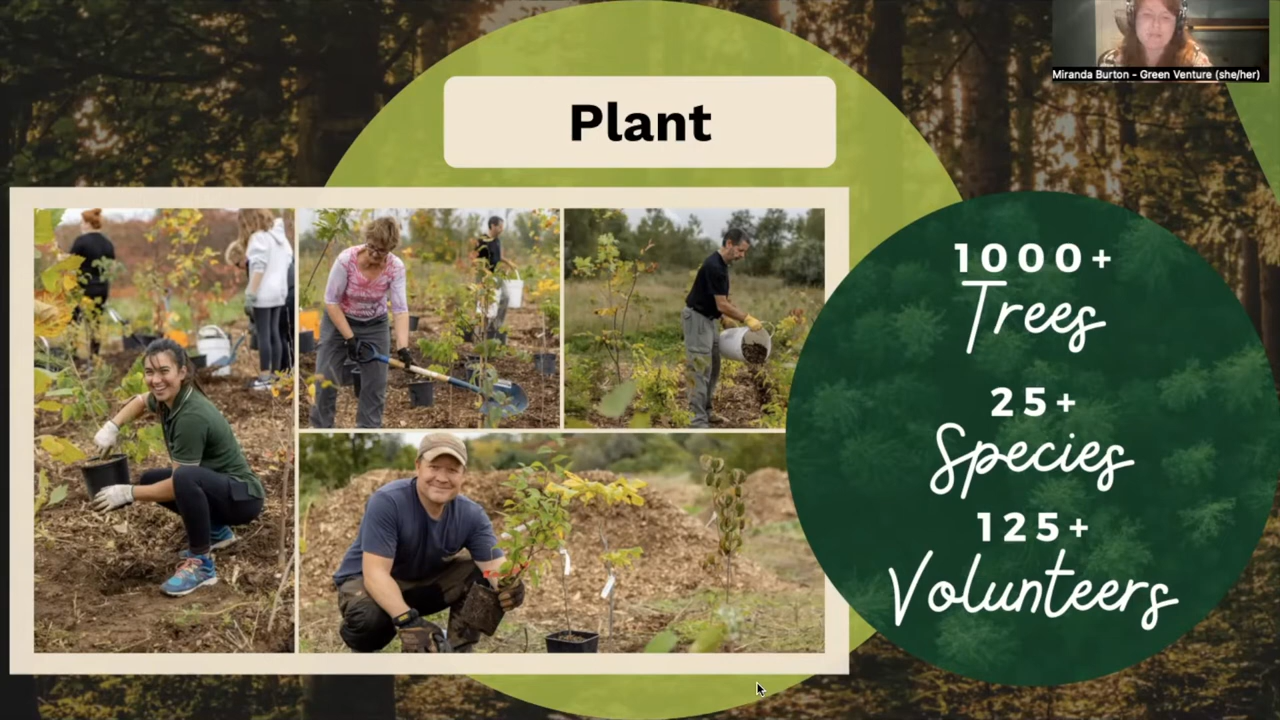 Miranda Burton - Green Venture (she/her)
Plant
1000+
Trees
25+
Species
125+
Volunteers